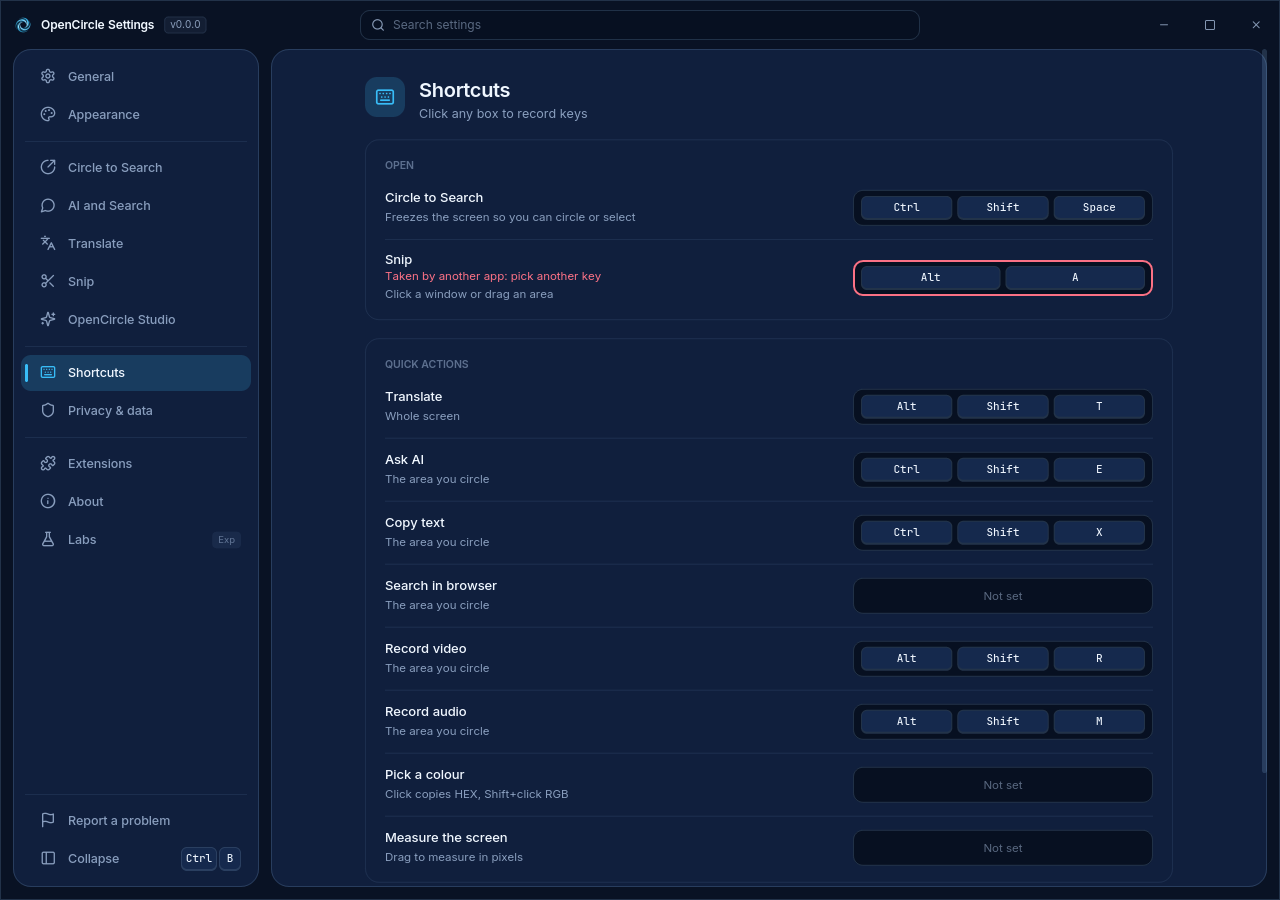 OpenCircle Settings v0.0.0
Search settings
General
Appearance
Circle to Search
AI and Search
Translate
Snip
OpenCircle Studio
Shortcuts
Privacy & data
Extensions
About
Labs Exp
Report a problem
Collapse Ctrl B
Shortcuts
Click any box to record keys
OPEN
Circle to Search
Freezes the screen so you can circle or select
Ctrl Shift Space
Snip
Taken by another app: pick another key
Click a window or drag an area
Alt A
QUICK ACTIONS
Translate
Whole screen
Alt Shift T
Ask AI
The area you circle
Ctrl Shift E
Copy text
The area you circle
Ctrl Shift X
Search in browser
The area you circle
Not set
Record video
The area you circle
Alt Shift R
Record audio
The area you circle
Alt Shift M
Pick a colour
Click copies HEX, Shift+click RGB
Not set
Measure the screen
Drag to measure in pixels
Not set